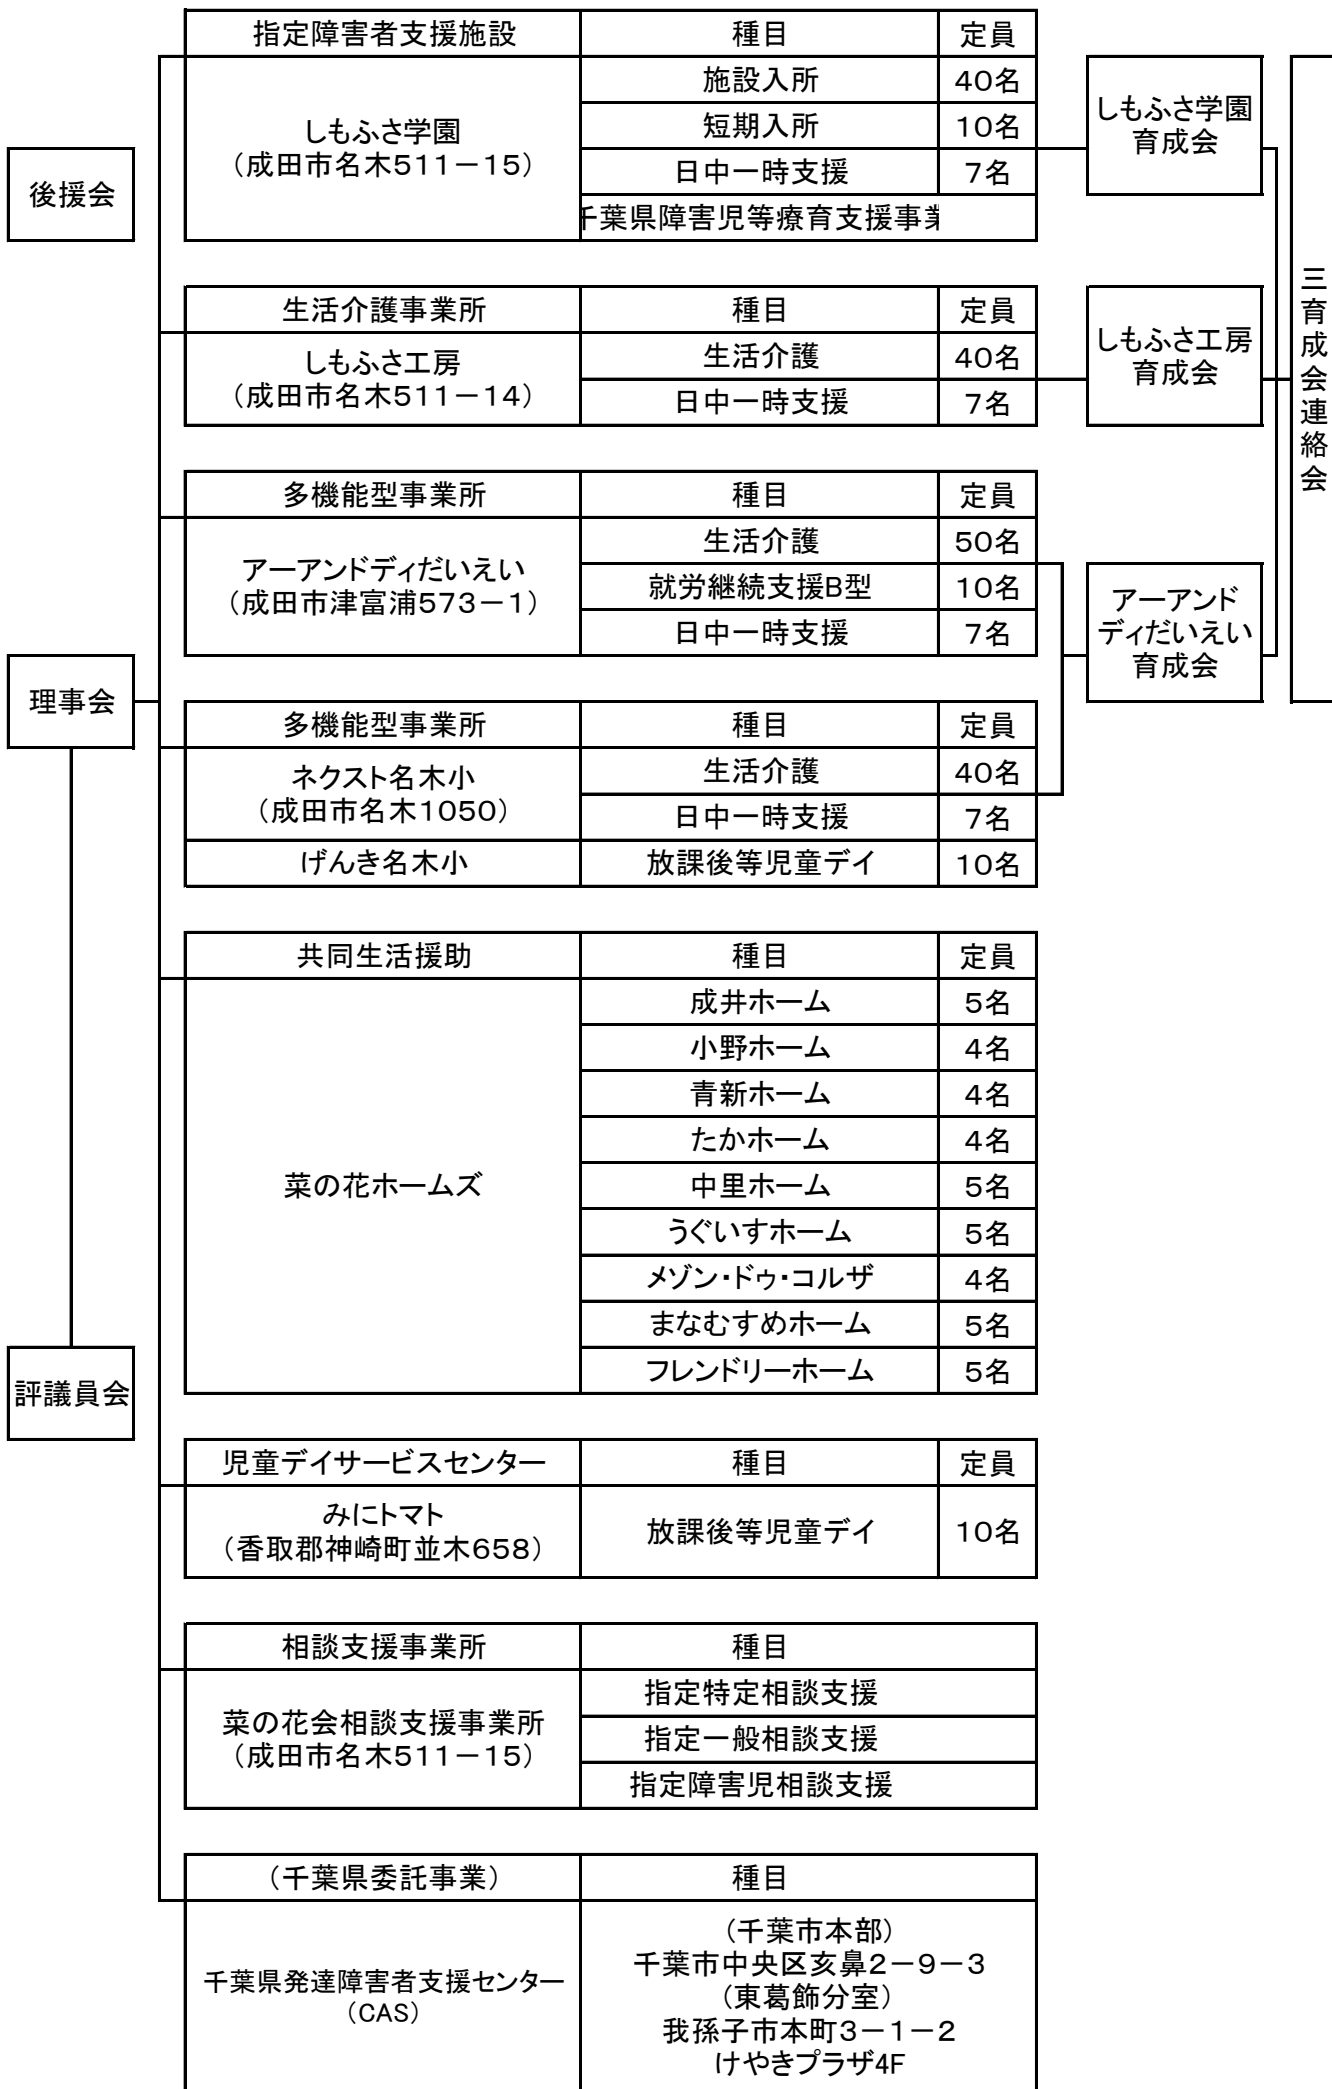 指定障害者支援施設 種目 定員
しもふさ学園
（成田市名木511－15）
施設入所 40名
短期入所 10名
日中一時支援 7名
千葉県障害児等療育支援事業
しもふさ学園
育成会
後援会
生活介護事業所 種目 定員
しもふさ工房
（成田市名木511－14）
生活介護 40名
日中一時支援 7名
しもふさ工房
育成会
三育成会連絡会
多機能型事業所 種目 定員
アーアンドディだいえい
（成田市津富浦573－1）
生活介護 50名
就労継続支援B型 10名
日中一時支援 7名
アーアンド
ディだいえい
育成会
理事会
多機能型事業所 種目 定員
ネクスト名木小
（成田市名木1050）
生活介護 40名
日中一時支援 7名
げんき名木小 放課後等児童デイ 10名
共同生活援助 種目 定員
菜の花ホームズ
成井ホーム 5名
小野ホーム 4名
青新ホーム 4名
たかホーム 4名
中里ホーム 5名
うぐいすホーム 5名
メゾン・ドゥ・コルザ 4名
まなむすめホーム 5名
フレンドリーホーム 5名
評議員会
児童デイサービスセンター 種目 定員
みにトマト
（香取郡神崎町並木658）
放課後等児童デイ 10名
相談支援事業所 種目
菜の花会相談支援事業所
（成田市名木511－15）
指定特定相談支援
指定一般相談支援
指定障害児相談支援
（千葉県委託事業） 種目
千葉県発達障害者支援センター
（CAS）
（千葉市本部）
千葉市中央区亥鼻2－9－3
（東葛飾分室）
我孫子市本町3－1－2
けやきプラザ4F